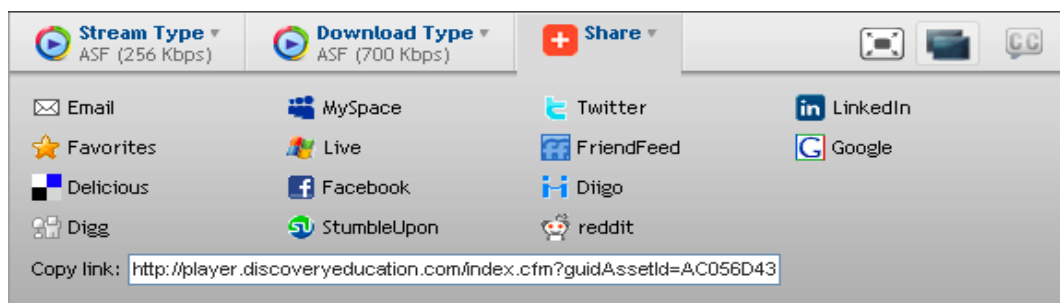 Stream Type Download Type Share
ASF (256 Kbps) ASF (700 Kbps) CC
Email MySpace Twitter LinkedIn
Favorites Live FriendFeed Google
Delicious Facebook Diigo
Digg StumbleUpon reddit
Copy link: http://player.discoveryeducation.com/index.cfm?guidAssetId=AC056D43